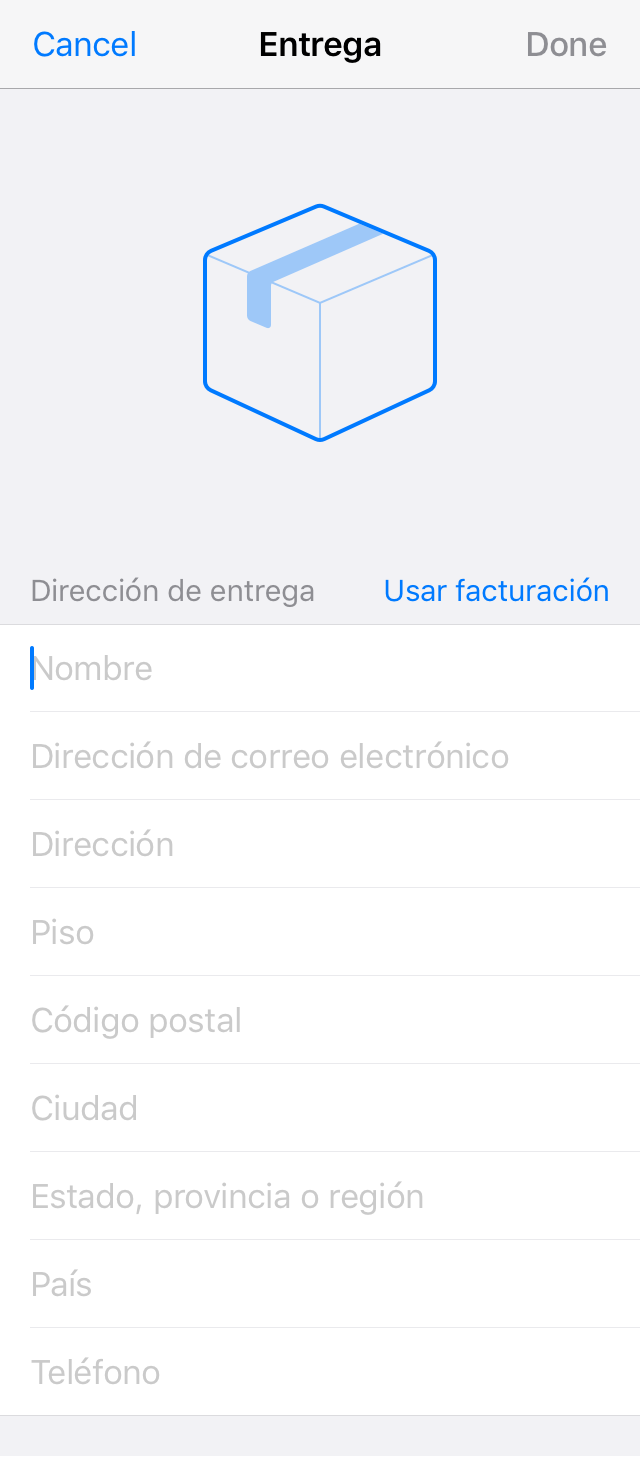 Cancel Entrega Done
Dirección de entrega Usar facturación
Nombre
Dirección de correo electrónico
Dirección
Piso
Código postal
Ciudad
Estado, provincia o región
País
Teléfono